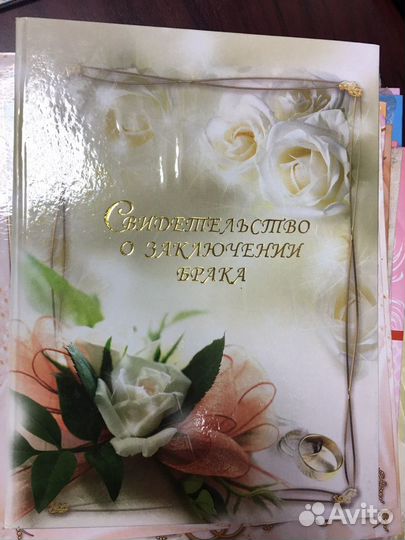 Свидетельство
о заключении
брака
Avito